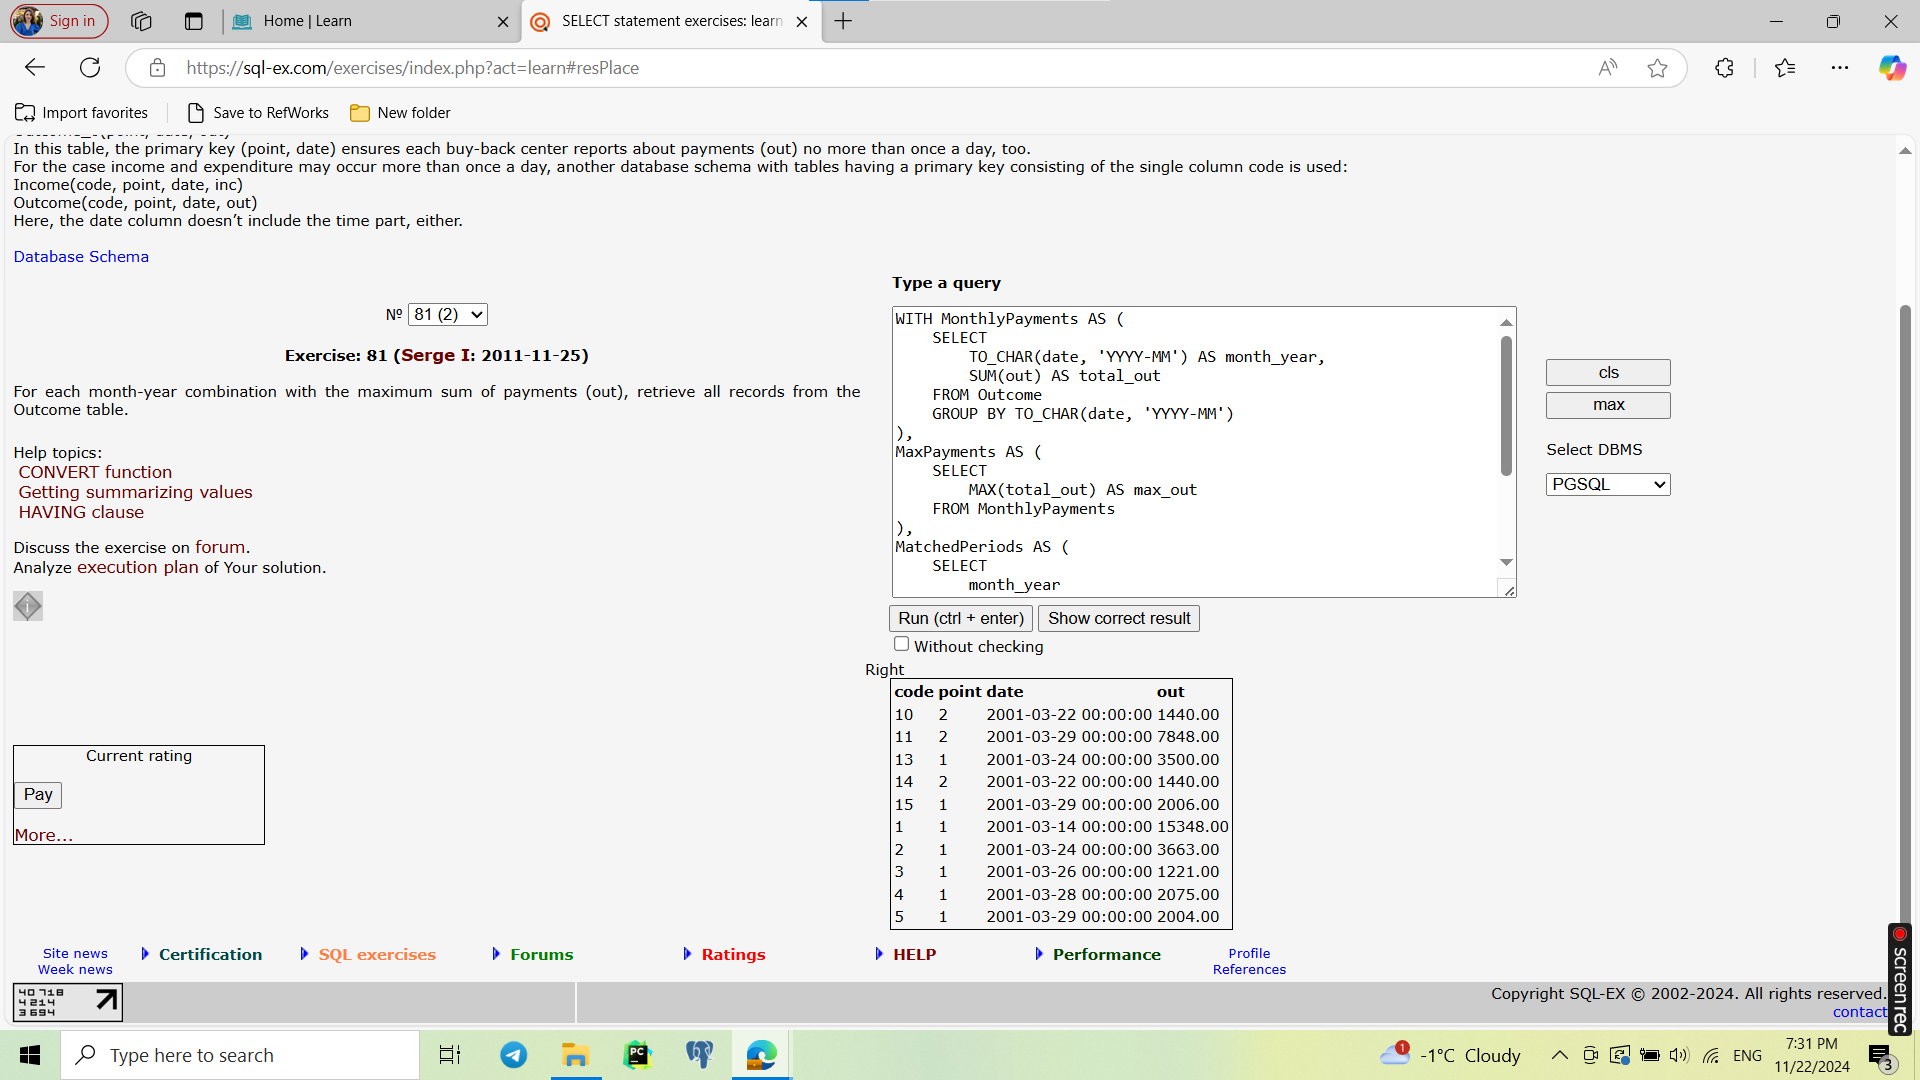 Sign in
Home | Learn
SELECT statement exercises: learn
https://sql-ex.com/exercises/index.php?act=learn#resPlace
Import favorites
Save to RefWorks
New folder
In this table, the primary key (point, date) ensures each buy-back center reports about payments (out) no more than once a day, too.
For the case income and expenditure may occur more than once a day, another database schema with tables having a primary key consisting of the single column code is used:
Income(code, point, date, inc)
Outcome(code, point, date, out)
Here, the date column doesn’t include the time part, either.
Database Schema
№ 81 (2)
Exercise: 81 (Serge I: 2011-11-25)
For each month-year combination with the maximum sum of payments (out), retrieve all records from the
Outcome table.
Help topics:
CONVERT function
Getting summarizing values
HAVING clause
Discuss the exercise on forum.
Analyze execution plan of Your solution.
Current rating
Pay
More...
Type a query
WITH MonthlyPayments AS (
SELECT
TO_CHAR(date, 'YYYY-MM') AS month_year,
SUM(out) AS total_out
FROM Outcome
GROUP BY TO_CHAR(date, 'YYYY-MM')
),
MaxPayments AS (
SELECT
MAX(total_out) AS max_out
FROM MonthlyPayments
),
MatchedPeriods AS (
SELECT
month_year
cls
max
Select DBMS
PGSQL
Run (ctrl + enter)
Show correct result
Without checking
Right
code point date out
10 2 2001-03-22 00:00:00 1440.00
11 2 2001-03-29 00:00:00 7848.00
13 1 2001-03-24 00:00:00 3500.00
14 2 2001-03-22 00:00:00 1440.00
15 1 2001-03-29 00:00:00 2006.00
1 1 2001-03-14 00:00:00 15348.00
2 1 2001-03-24 00:00:00 3663.00
3 1 2001-03-26 00:00:00 1221.00
4 1 2001-03-28 00:00:00 2075.00
5 1 2001-03-29 00:00:00 2004.00
Site news
Week news
Certification
SQL exercises
Forums
Ratings
HELP
Performance
Profile
References
40 718
4 214
3 694
Copyright SQL-EX © 2002-2024. All rights reserved.
contact
screen rec
Type here to search
PC
1
-1°C Cloudy
ENG
7:31 PM
11/22/2024
3